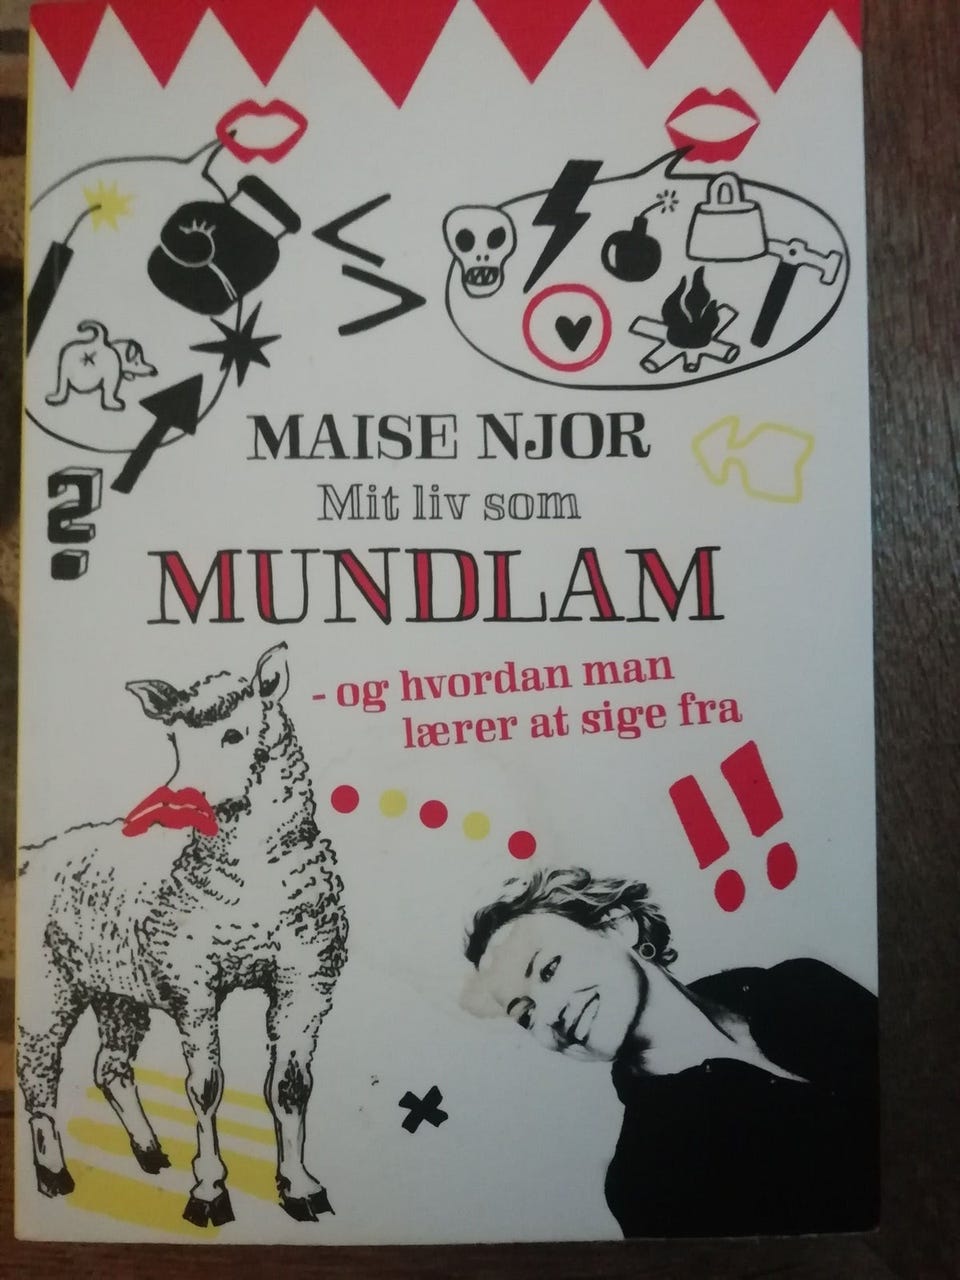 MAISE NJOR
Mit liv som
MUNDLAM
- og hvordan man
lærer at sige fra